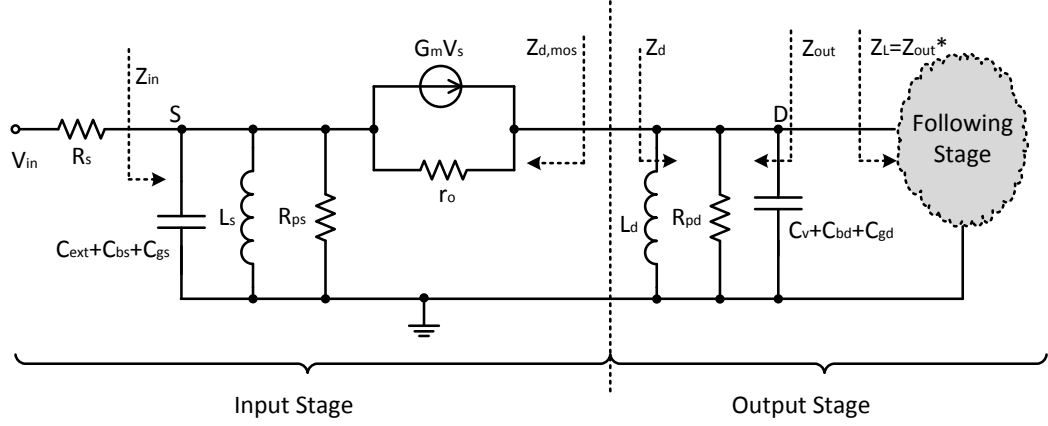 GmVs
Zd,mos
Zd
Zout
ZL=Zout*
Zin
S
D
Vin
Rs
ro
Following
Stage
Ls
Rps
Ld
Rpd
Cext+Cbs+Cgs
Cv+Cbd+Cgd
Input Stage
Output Stage